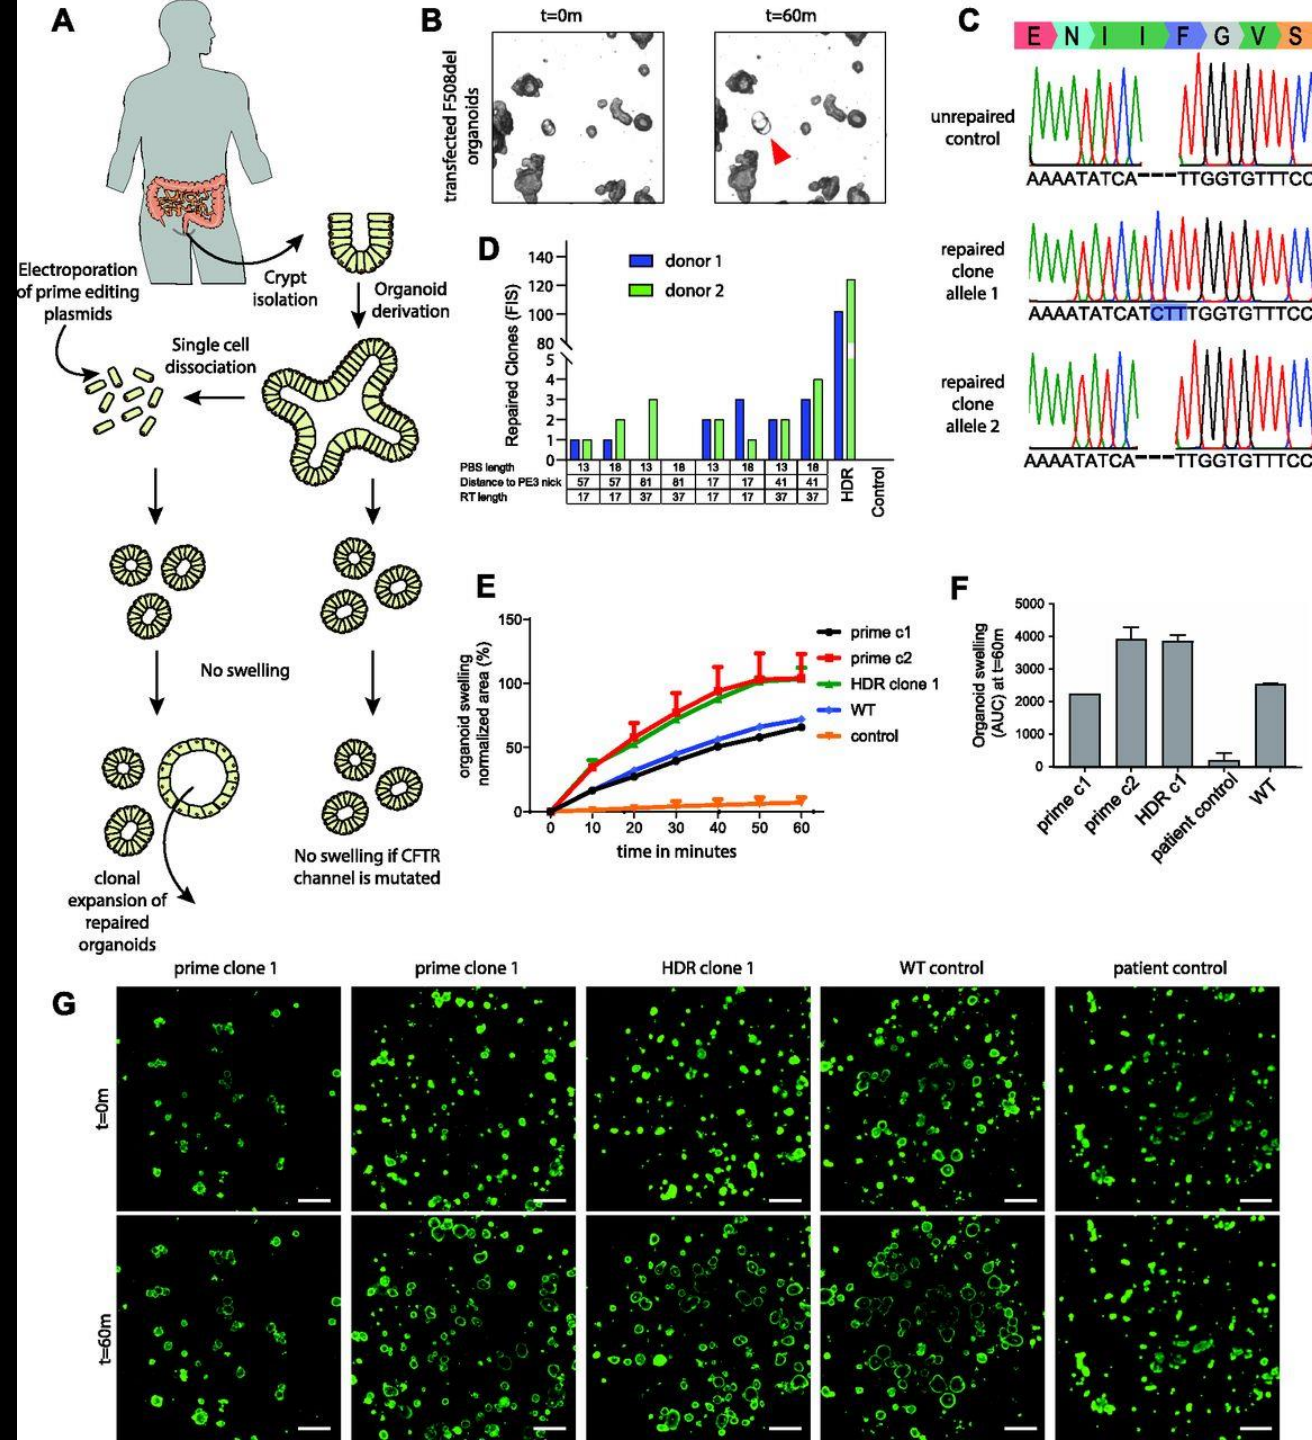 A
Electroporation
of prime editing
plasmids
Crypt
isolation
Organoid
derivation
Single cell
dissociation
No swelling
No swelling if CFTR
channel is mutated
clonal
expansion of
repaired
organoids
B
t=0m
t=60m
transfected F508del
organoids
C
E N I I F G V S
unrepaired
control
AAAATATCA---TTGGTGTTTCC
repaired
clone
allele 1
AAAATATCATCTTTGGTGTTTCC
repaired
clone
allele 2
AAAATATCA---TTGGTGTTTCC
D
donor 1
donor 2
Repaired Clones (FIS)
140
120
100
80
5
4
3
2
1
0
PBS length 13 18 13 18 13 18 13 18
Distance to PE3 nick 57 57 81 81 17 17 41 41
RT length 17 17 37 37 17 17 37 37
HDR
Control
E
organoid swelling
normalized area (%)
150
100
50
0
0 10 20 30 40 50 60
time in minutes
prime c1
prime c2
HDR clone 1
WT
control
F
Organoid swelling
(AUC) at t=60m
5000
4000
3000
2000
1000
0
prime c1
prime c2
HDR c1
patient control
WT
G
prime clone 1
prime clone 1
HDR clone 1
WT control
patient control
t=0m
t=60m